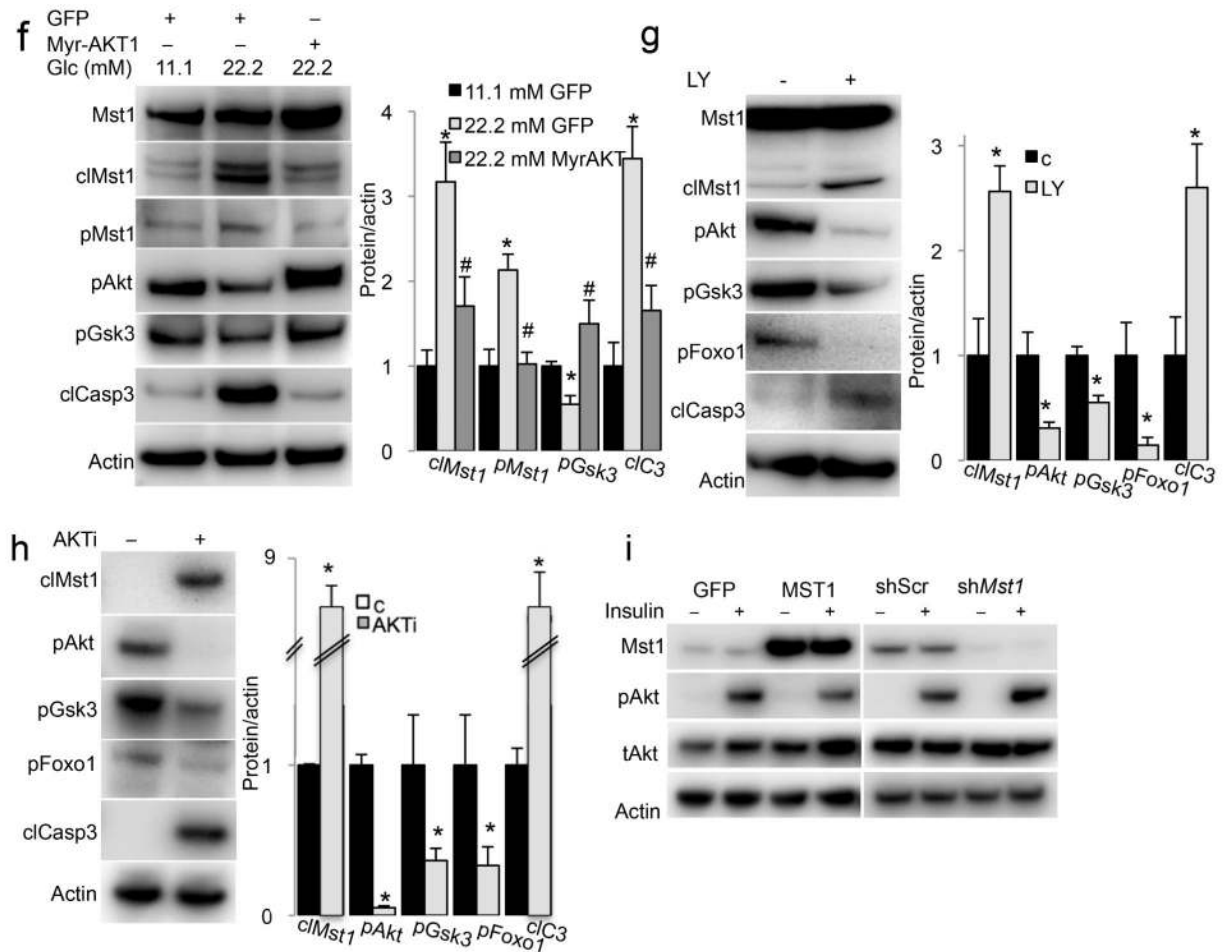 f
GFP + + –
Myr-AKT1 – – +
Glc (mM) 11.1 22.2 22.2
Mst1
clMst1
pMst1
pAkt
pGsk3
clCasp3
Actin
Protein/actin
4
3
2
1
0
11.1 mM GFP
22.2 mM GFP
22.2 mM MyrAKT
* # * # * # * #
clMst1 pMst1 pGsk3 clC3
g
LY - +
Mst1
clMst1
pAkt
pGsk3
pFoxo1
clCasp3
Actin
Protein/actin
3
2
1
0
c
LY
* * * * *
clMst1 pAkt pGsk3 pFoxo1 clC3
h
AKTi – +
clMst1
pAkt
pGsk3
pFoxo1
clCasp3
Actin
Protein/actin
9
1
0
c
AKTi
* * * * *
clMst1 pAkt pGsk3 pFoxo1 clC3
i
GFP MST1 shScr shMst1
Insulin – + – + – + – +
Mst1
pAkt
tAkt
Actin